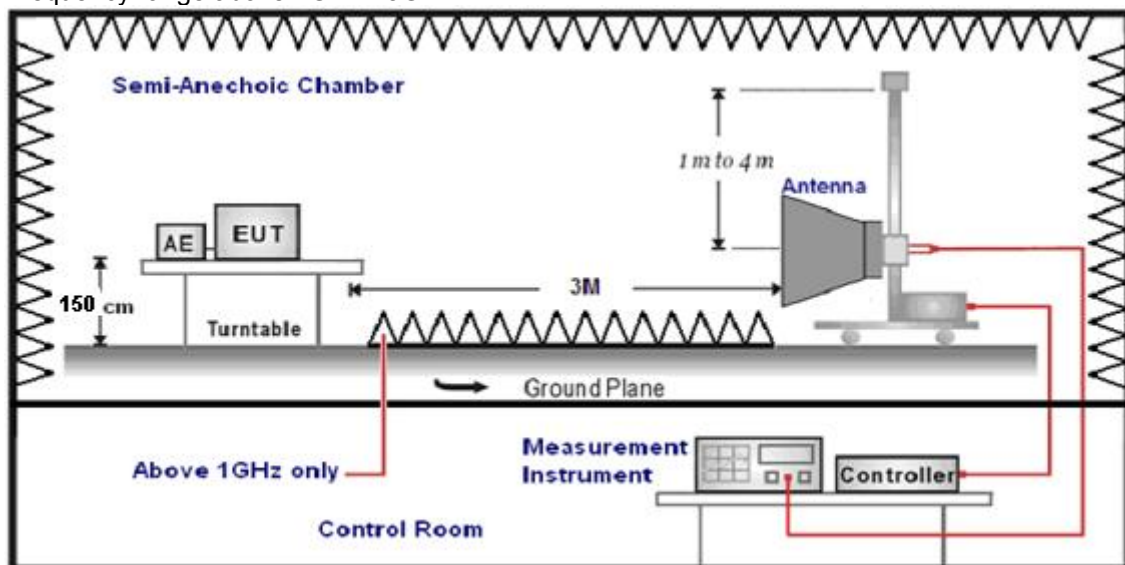 Semi-Anechoic Chamber
1 m to 4 m
Antenna
AE
EUT
150 cm
3M
Turntable
Ground Plane
Above 1GHz only
Measurement
Instrument
Controller
Control Room